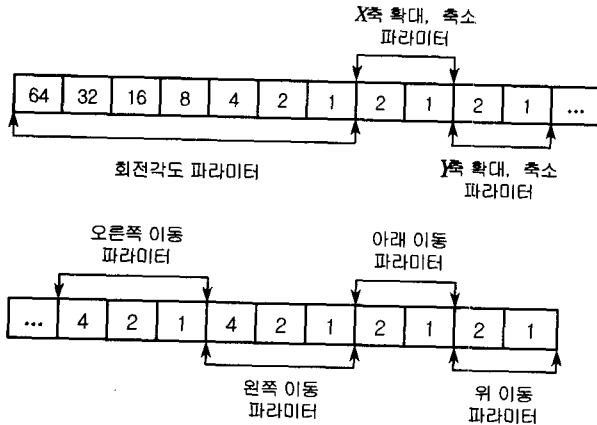 X축 확대, 축소
파라미터
64 32 16 8 4 2 1 2 1 2 1 ...
회전각도 파라미터
Y축 확대, 축소
파라미터
오른쪽 이동
파라미터
아래 이동
파라미터
... 4 2 1 4 2 1 2 1 2 1
왼쪽 이동
파라미터
위 이동
파라미터